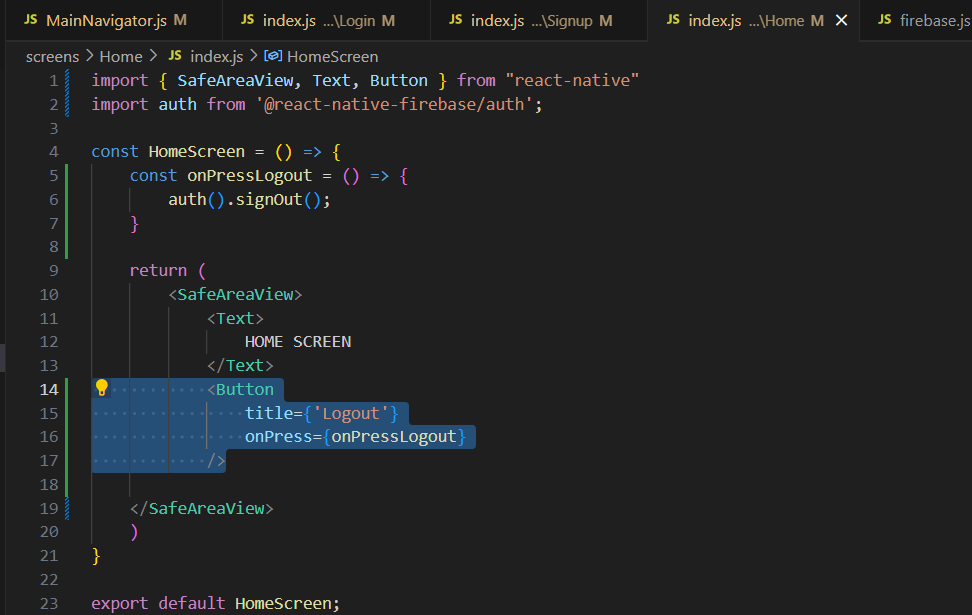 JS MainNavigator.js M JS index.js ...\Login M JS index.js ...\Signup M JS index.js ...\Home M × JS firebase.js
screens > Home > JS index.js > HomeScreen
1 import { SafeAreaView, Text, Button } from "react-native"
2 import auth from '@react-native-firebase/auth';
3
4 const HomeScreen = () => {
5     const onPressLogout = () => {
6         auth().signOut();
7     }
8
9     return (
10         <SafeAreaView>
11             <Text>
12                 HOME SCREEN
13             </Text>
14             <Button
15                 title={'Logout'}
16                 onPress={onPressLogout}
17             />
18
19     </SafeAreaView>
20     )
21 }
22
23 export default HomeScreen;